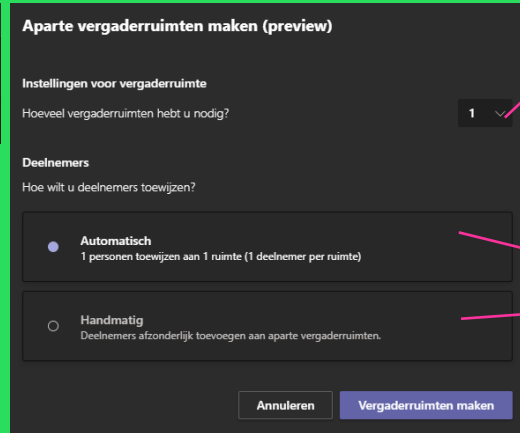 Aparte vergaderruimten maken (preview)
Instellingen voor vergaderruimte
Hoeveel vergaderruimten hebt u nodig?
1
Deelnemers
Hoe wilt u deelnemers toewijzen?
Automatisch
1 personen toewijzen aan 1 ruimte (1 deelnemer per ruimte)
Handmatig
Deelnemers afzonderlijk toevoegen aan aparte vergaderruimten.
Annuleren
Vergaderruimten maken